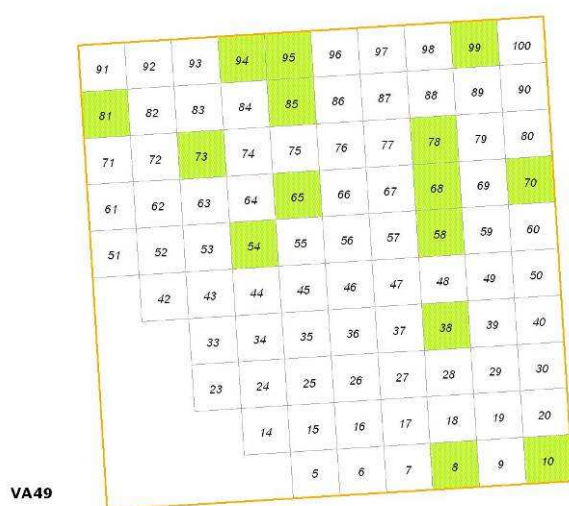 91 92 93 94 95 96 97 98 99 100
81 82 83 84 85 86 87 88 89 90
71 72 73 74 75 76 77 78 79 80
61 62 63 64 65 66 67 68 69 70
51 52 53 54 55 56 57 58 59 60
42 43 44 45 46 47 48 49 50
33 34 35 36 37 38 39 40
23 24 25 26 27 28 29 30
14 15 16 17 18 19 20
5 6 7 8 9 10
VA49